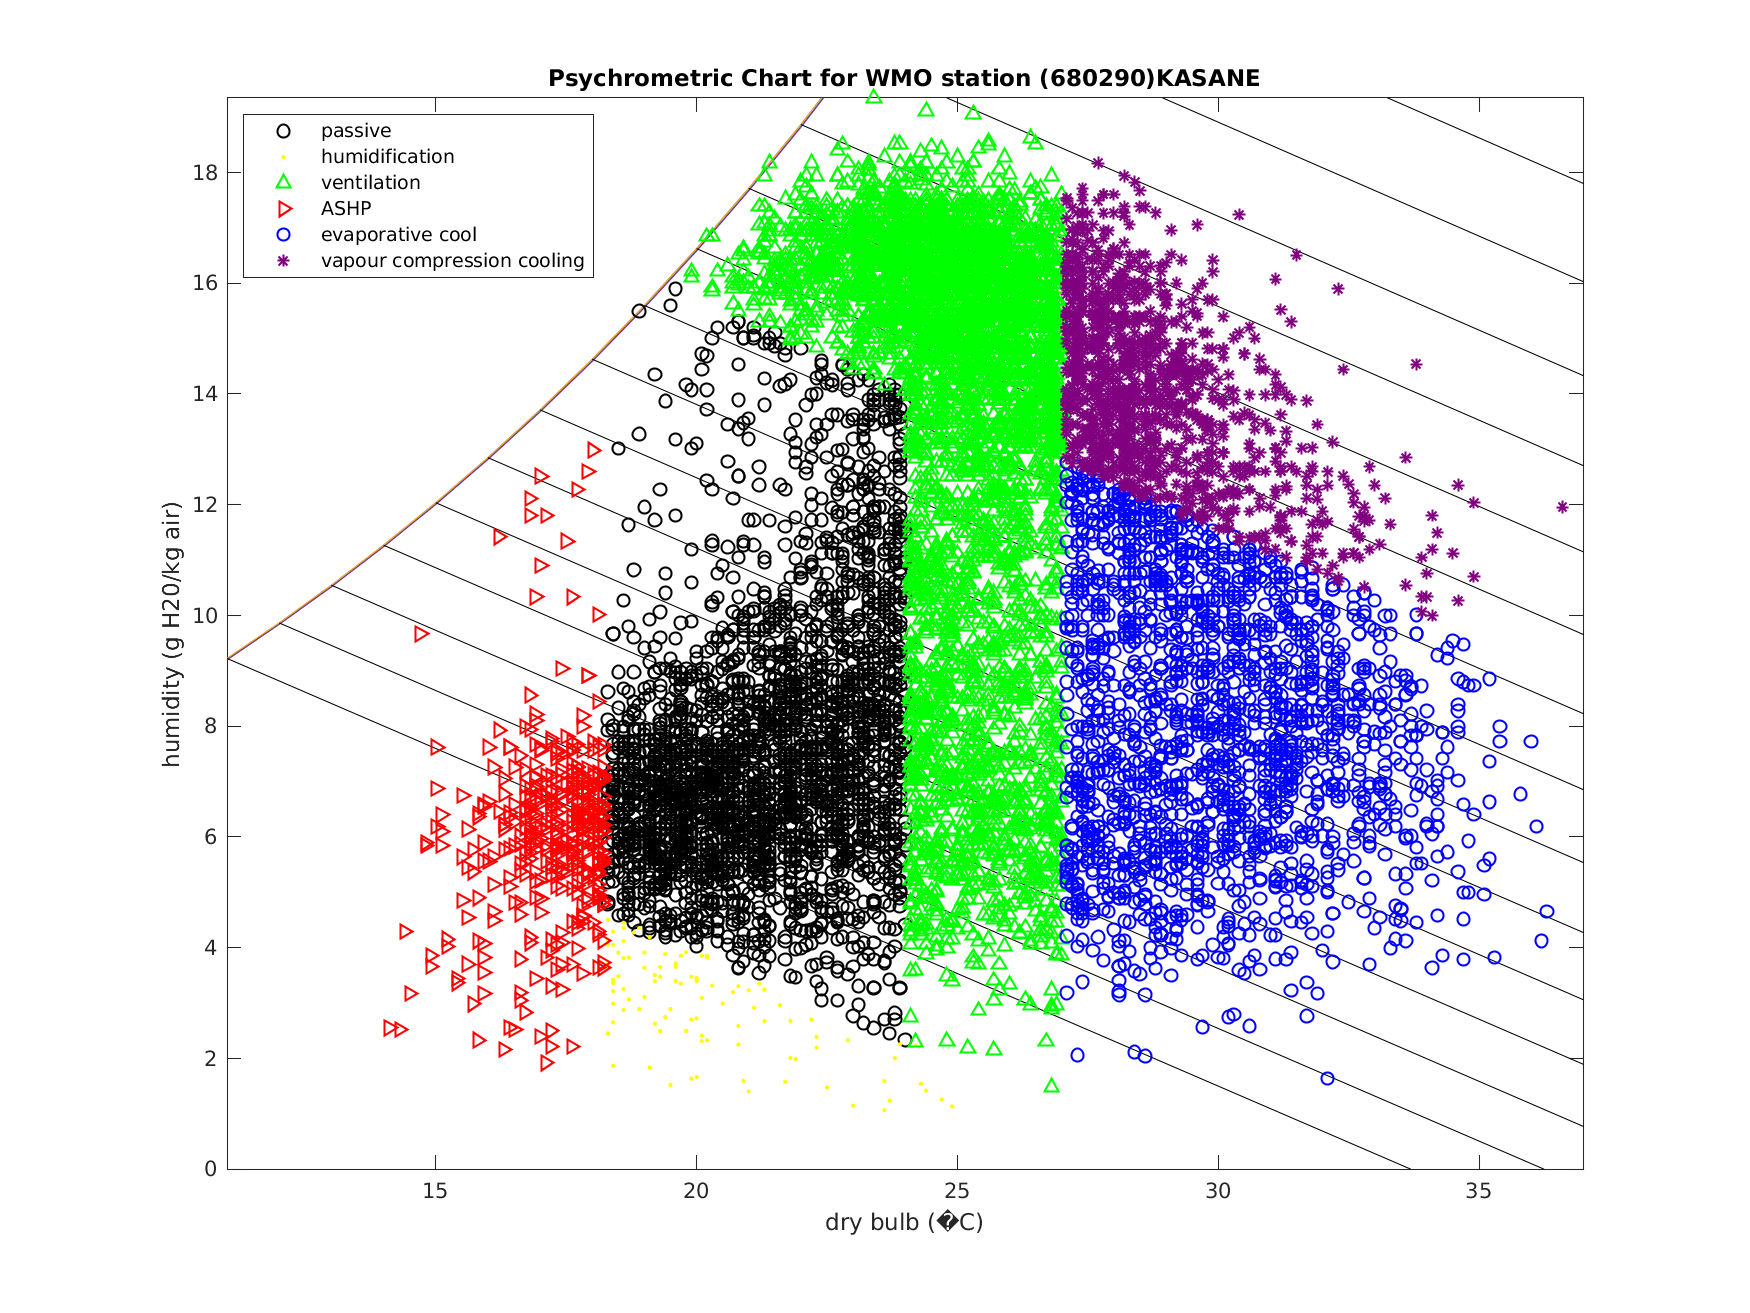 Psychrometric Chart for WMO station (680290)KASANE
passive
humidification
ventilation
ASHP
evaporative cool
vapour compression cooling
humidity (g H20/kg air)
18
16
14
12
10
8
6
4
2
0
15 20 25 30 35
dry bulb (�C)